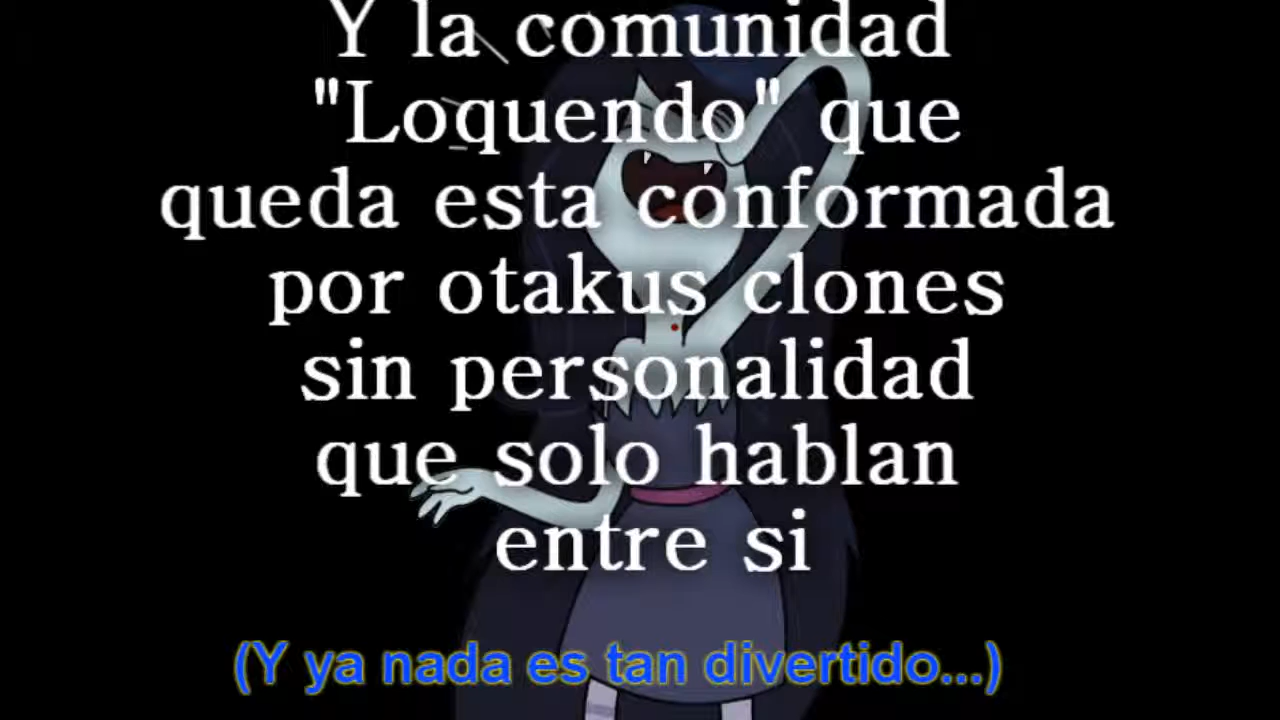 Y la comunidad
"Loquendo" que
queda esta conformada
por otakus clones
sin personalidad
que solo hablan
entre si
(Y ya nada es tan divertido...)